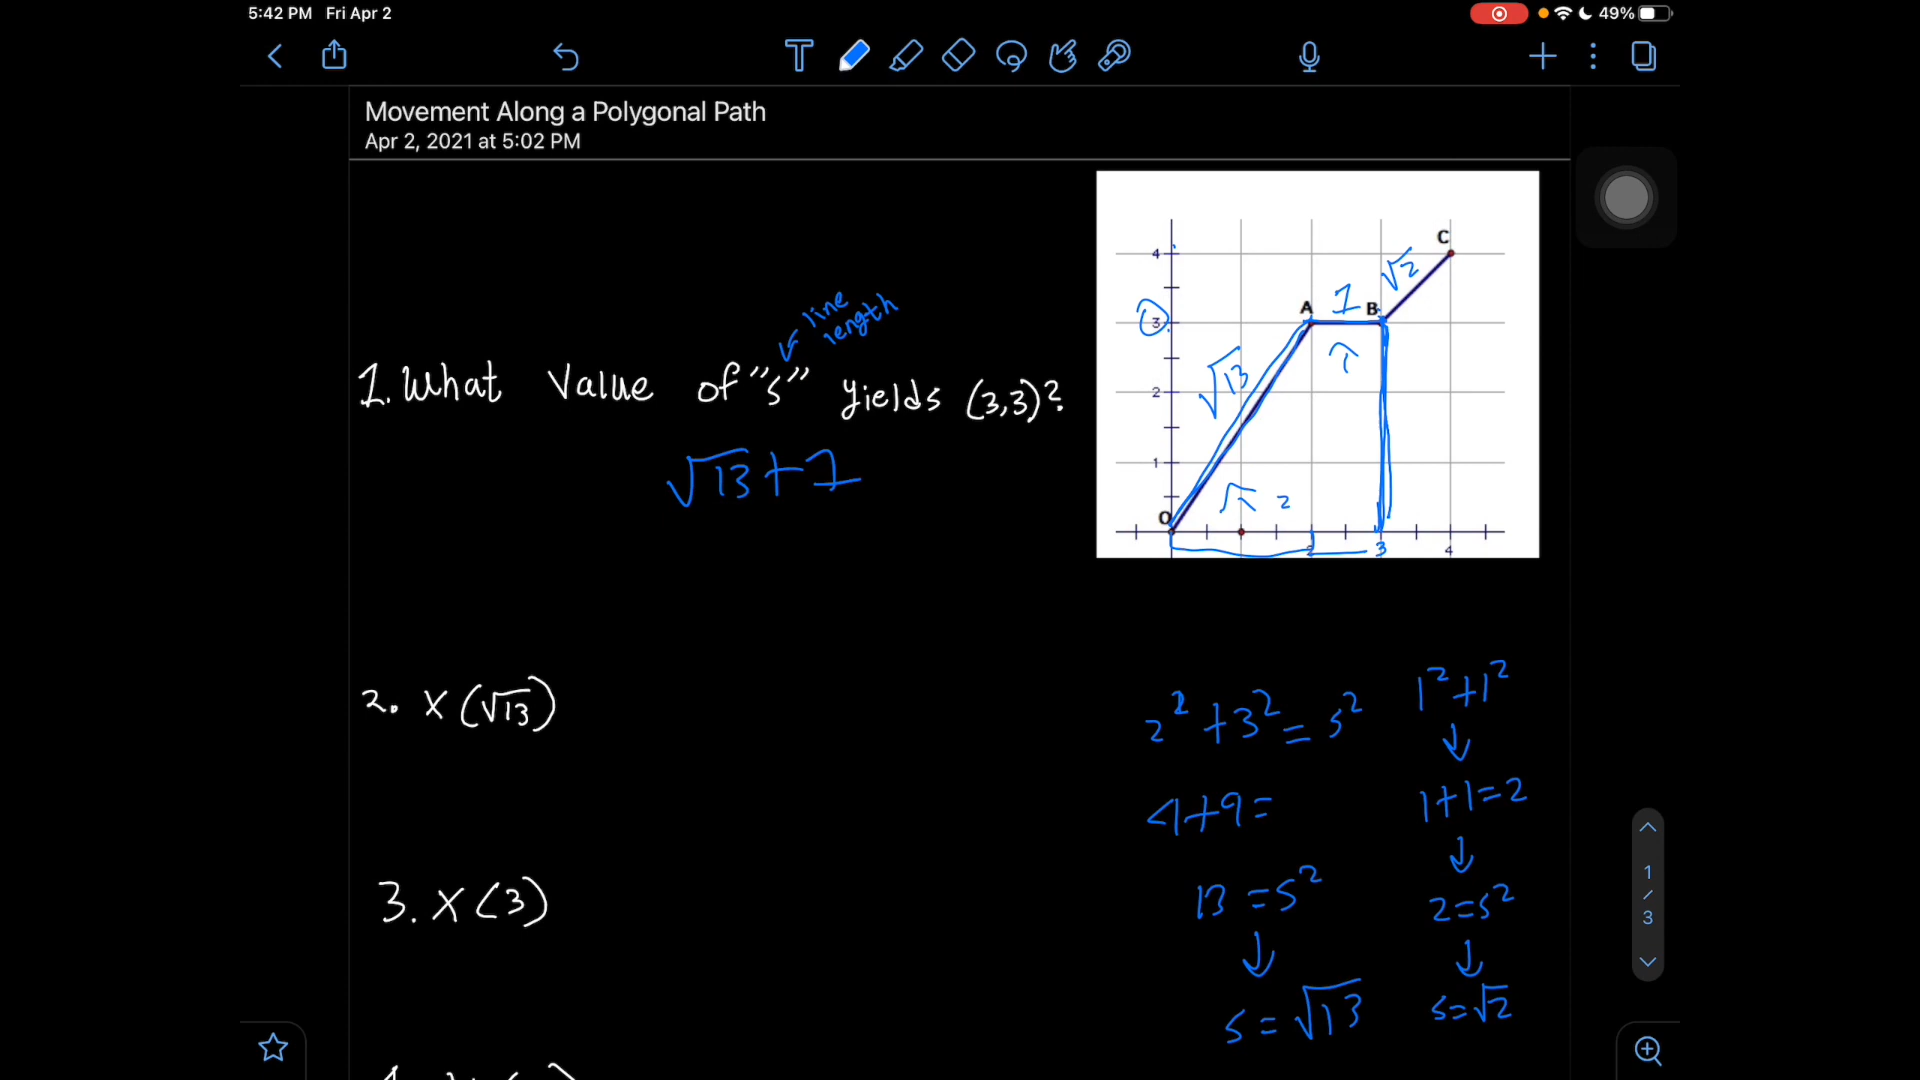 5:42 PM Fri Apr 2
49%
Movement Along a Polygonal Path
Apr 2, 2021 at 5:02 PM
line length
1. What Value of "s" yields (3,3)?
√13 + 1
4
3
2
1
O
A
B
C
√13
1
√2
2
3
4
2. X(√13)
3. X(3)
2² + 3² = s²
4+9=
13 = s²
s = √13
1² + 1²
1+1=2
2=s²
s=√2
1
/
3